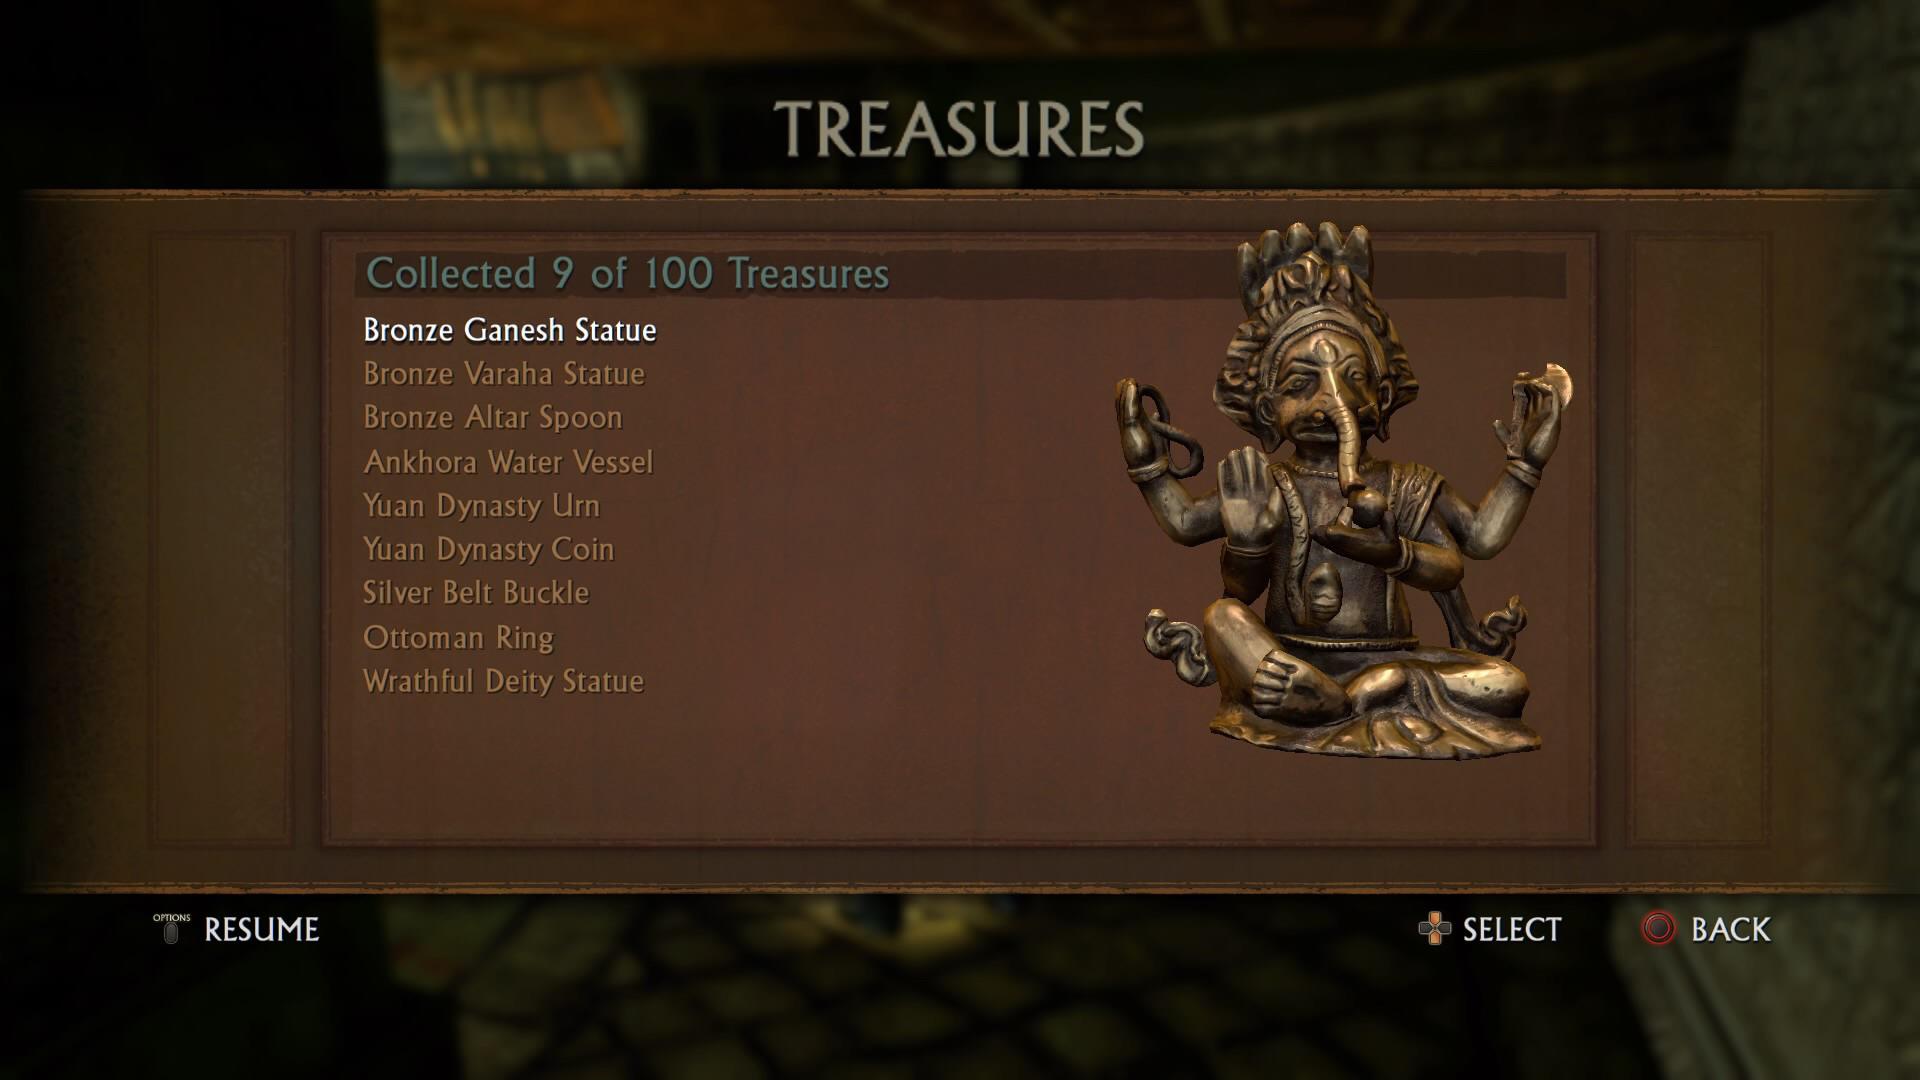 TREASURES
Collected 9 of 100 Treasures
Bronze Ganesh Statue
Bronze Varaha Statue
Bronze Altar Spoon
Ankhora Water Vessel
Yuan Dynasty Urn
Yuan Dynasty Coin
Silver Belt Buckle
Ottoman Ring
Wrathful Deity Statue
OPTIONS RESUME SELECT BACK